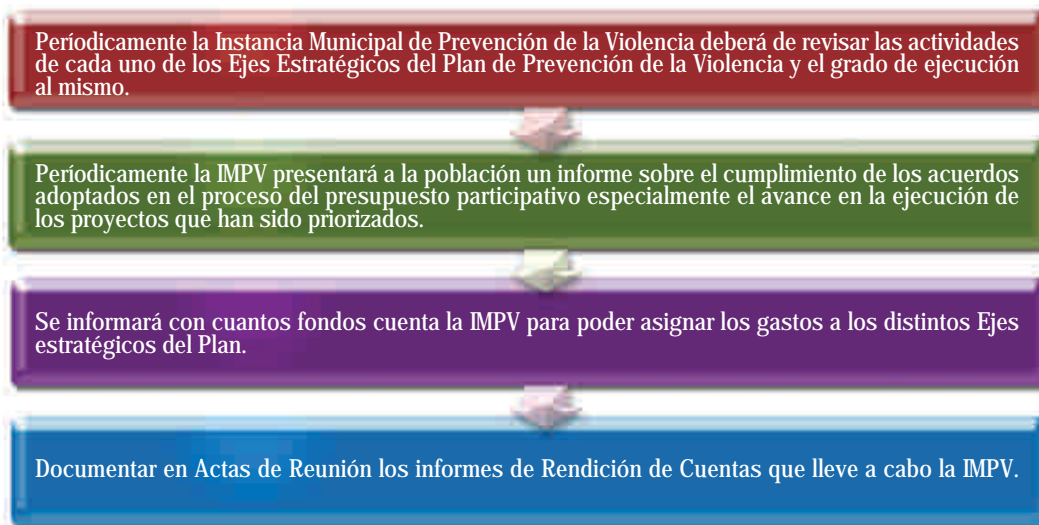 Períodicamente la Instancia Municipal de Prevención de la Violencia deberá de revisar las actividades
de cada uno de los Ejes Estratégicos del Plan de Prevención de la Violencia y el grado de ejecución
al mismo.
Períodicamente la IMPV presentará a la población un informe sobre el cumplimiento de los acuerdos
adoptados en el proceso del presupuesto participativo especialmente el avance en la ejecución de
los proyectos que han sido priorizados.
Se informará con cuantos fondos cuenta la IMPV para poder asignar los gastos a los distintos Ejes
estratégicos del Plan.
Documentar en Actas de Reunión los informes de Rendición de Cuentas que lleve a cabo la IMPV.